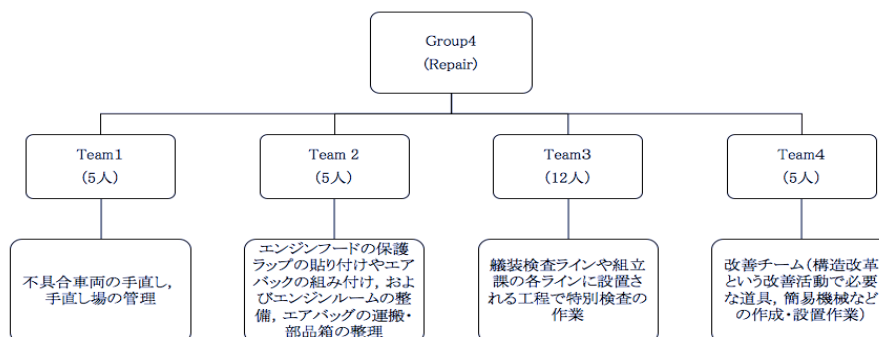 Group4
(Repair)
Team1
(5人)
Team 2
(5人)
Team3
(12人)
Team4
(5人)
不具合車両の手直し,
手直し場の管理
エンジンフードの保護
ラップの貼り付けやエア
バックの組み付け, およ
びエンジンルームの整
備, エアバッグの運搬・
部品箱の整理
艤装検査ラインや組立
課の各ラインに設置さ
れる工程で特別検査の
作業
改善チーム(構造改革
という改善活動で必要
な道具, 簡易機械など
の作成・設置作業)